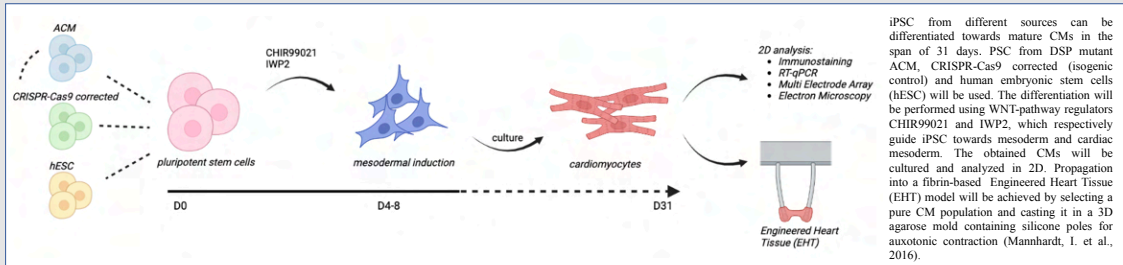 ACM
CRISPR-Cas9 corrected
hESC
CHIR99021
IWP2
pluripotent stem cells
mesodermal induction
culture
cardiomyocytes
D0
D4-8
D31
2D analysis:
• Immunostaining
• RT-qPCR
• Multi Electrode Array
• Electron Microscopy
Engineered Heart
Tissue (EHT)
iPSC from different sources can be
differentiated towards mature CMs in the
span of 31 days. PSC from DSP mutant
ACM, CRISPR-Cas9 corrected (isogenic
control) and human embryonic stem cells
(hESC) will be used. The differentiation will
be performed using WNT-pathway regulators
CHIR99021 and IWP2, which respectively
guide iPSC towards mesoderm and cardiac
mesoderm. The obtained CMs will be
cultured and analyzed in 2D. Propagation
into a fibrin-based Engineered Heart Tissue
(EHT) model will be achieved by selecting a
pure CM population and casting it in a 3D
agarose mold containing silicone poles for
auxotonic contraction (Mannhardt, I. et al.,
2016).